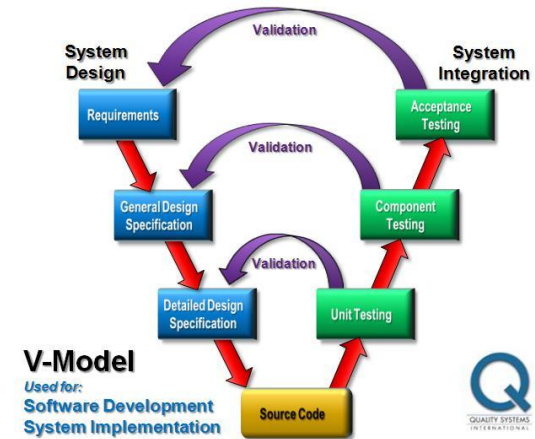 Validation
System
Design
System
Integration
Requirements
Acceptance
Testing
Validation
General Design
Specification
Component
Testing
Validation
Detailed Design
Specification
Unit Testing
V-Model
Used for:
Software Development
System Implementation
Source Code
Q
QUALITY SYSTEMS
INTERNATIONAL